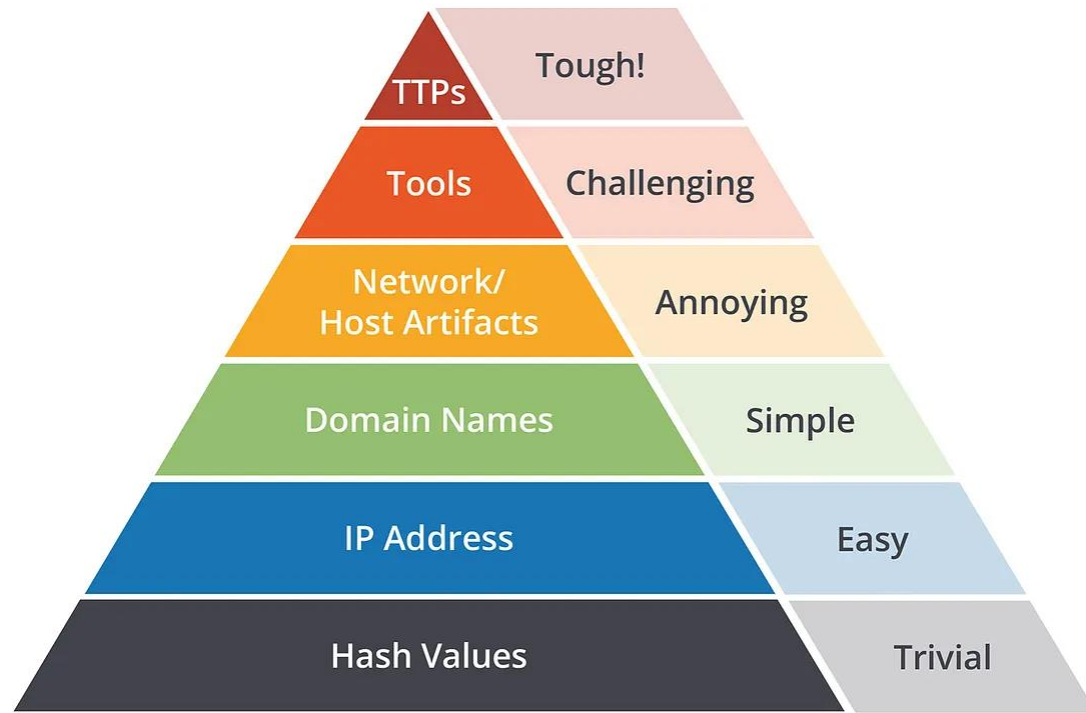 TTPs
Tough!
Tools
Challenging
Network/
Host Artifacts
Annoying
Domain Names
Simple
IP Address
Easy
Hash Values
Trivial